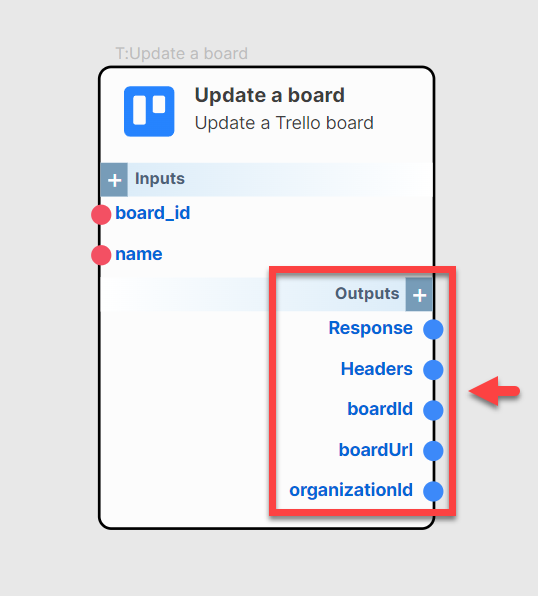 T:Update a board
Update a board
Update a Trello board
+ Inputs
board_id
name
Outputs +
Response
Headers
boardId
boardUrl
organizationId